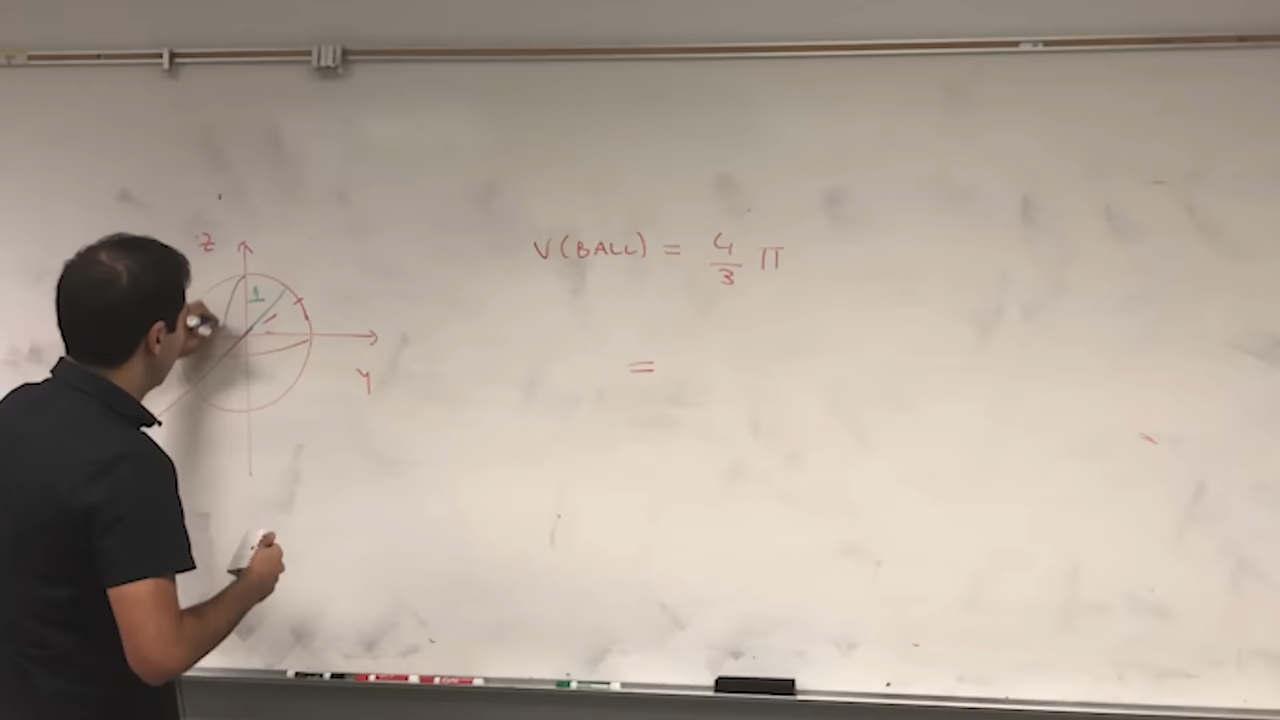 Z
1
Y
V(BALL) = 4/3 π
=